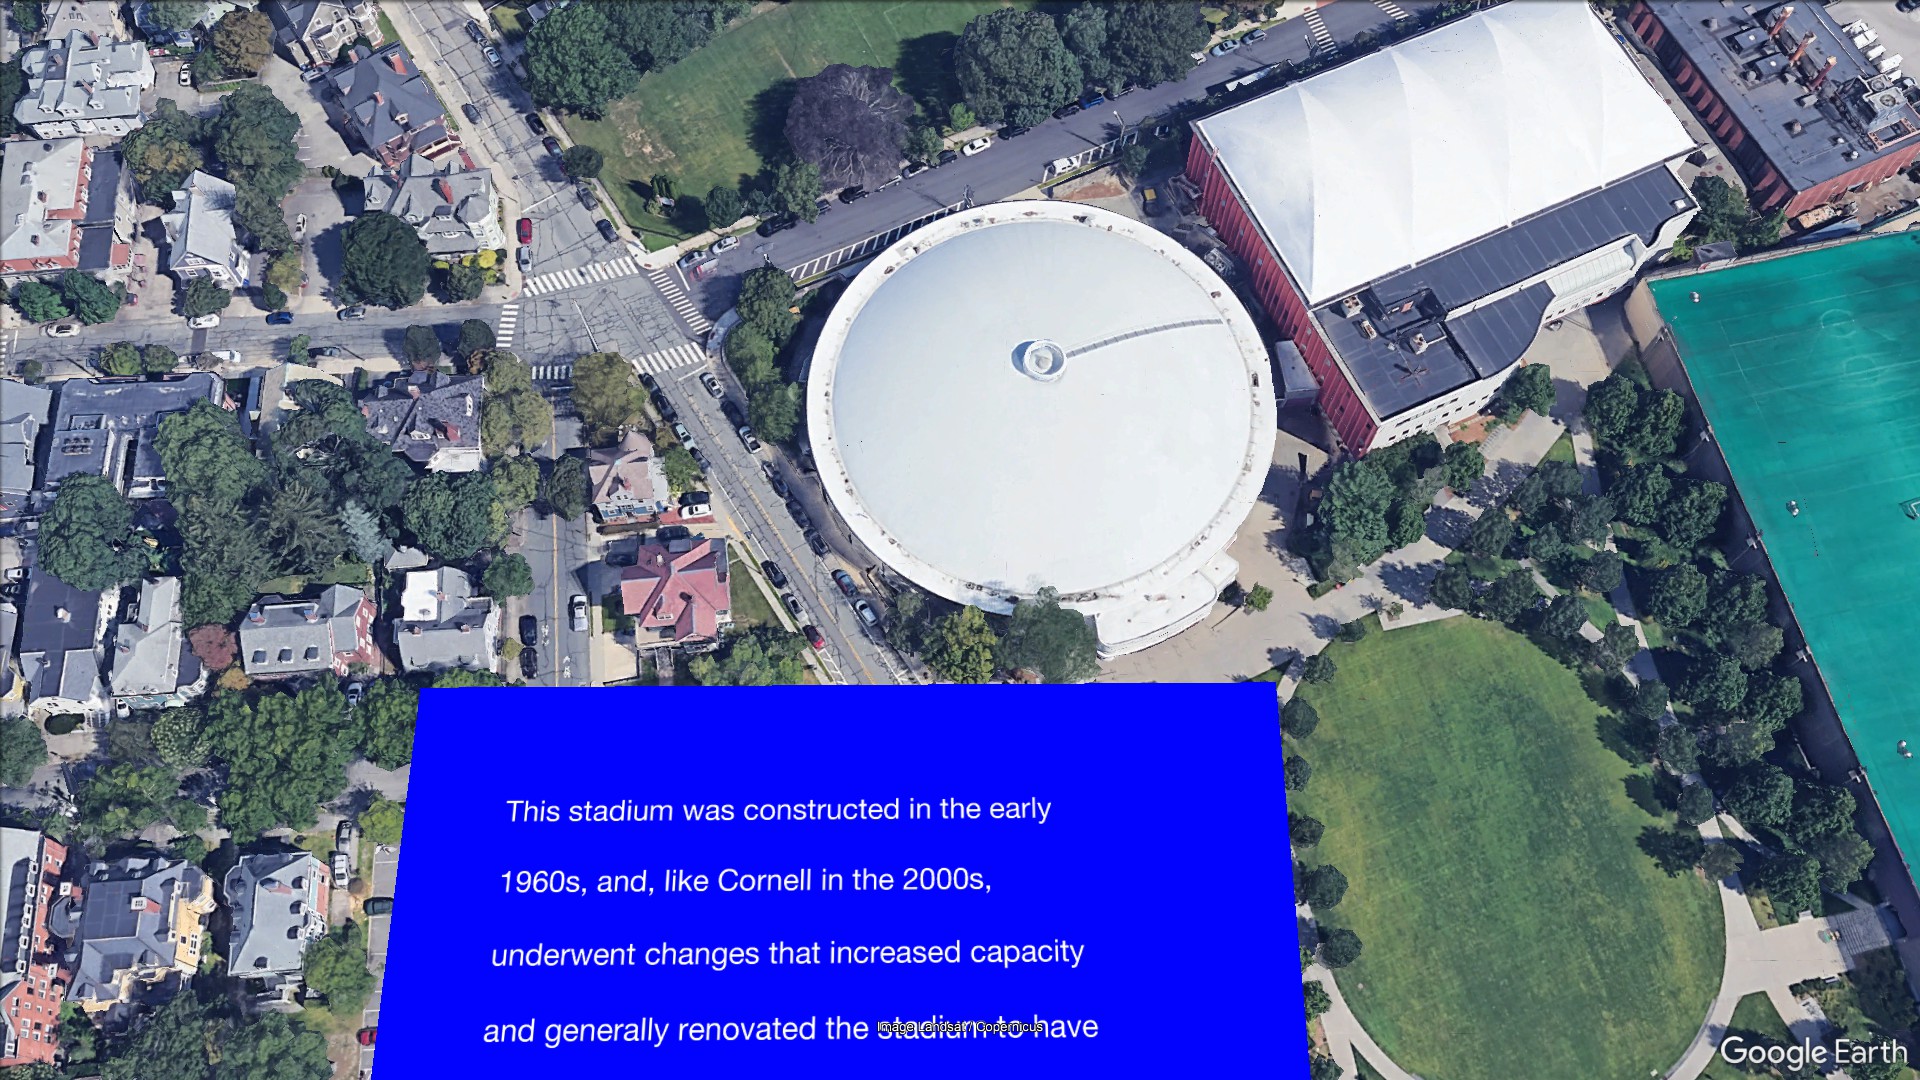 This stadium was constructed in the early
1960s, and, like Cornell in the 2000s,
underwent changes that increased capacity
and generally renovated the stadium to have
Image Landsat / Copernicus
Google Earth